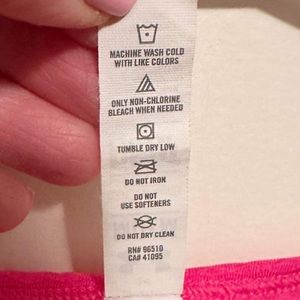 MACHINE WASH COLD
WITH LIKE COLORS
ONLY NON-CHLORINE
BLEACH WHEN NEEDED
TUMBLE DRY LOW
DO NOT IRON
DO NOT
USE SOFTENERS
DO NOT DRY CLEAN
RN# 96510
CA# 41095